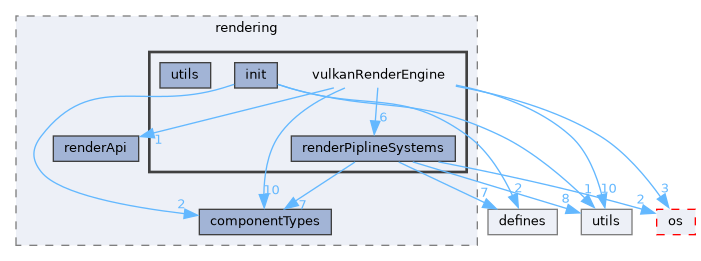 rendering
utils
init
vulkanRenderEngine
6
renderApi
1
renderPiplineSystems
10
7
2
1
10
3
2
7
8
2
componentTypes
defines
utils
os